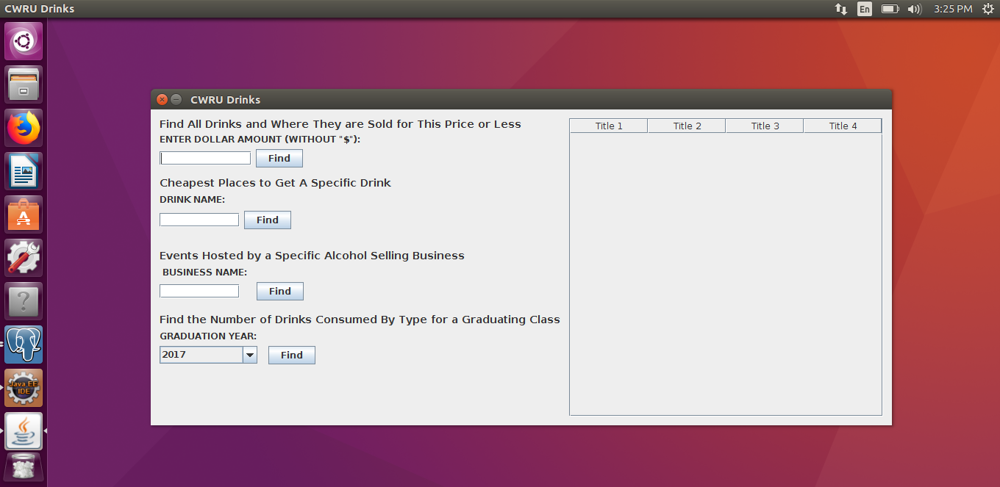 CWRU Drinks
En
3:25 PM
CWRU Drinks
Find All Drinks and Where They are Sold for This Price or Less
ENTER DOLLAR AMOUNT (WITHOUT "$"):
Find
Cheapest Places to Get A Specific Drink
DRINK NAME:
Find
Events Hosted by a Specific Alcohol Selling Business
BUSINESS NAME:
Find
Find the Number of Drinks Consumed By Type for a Graduating Class
GRADUATION YEAR:
2017
Find
Title 1
Title 2
Title 3
Title 4
A
?
Java EE
IDE